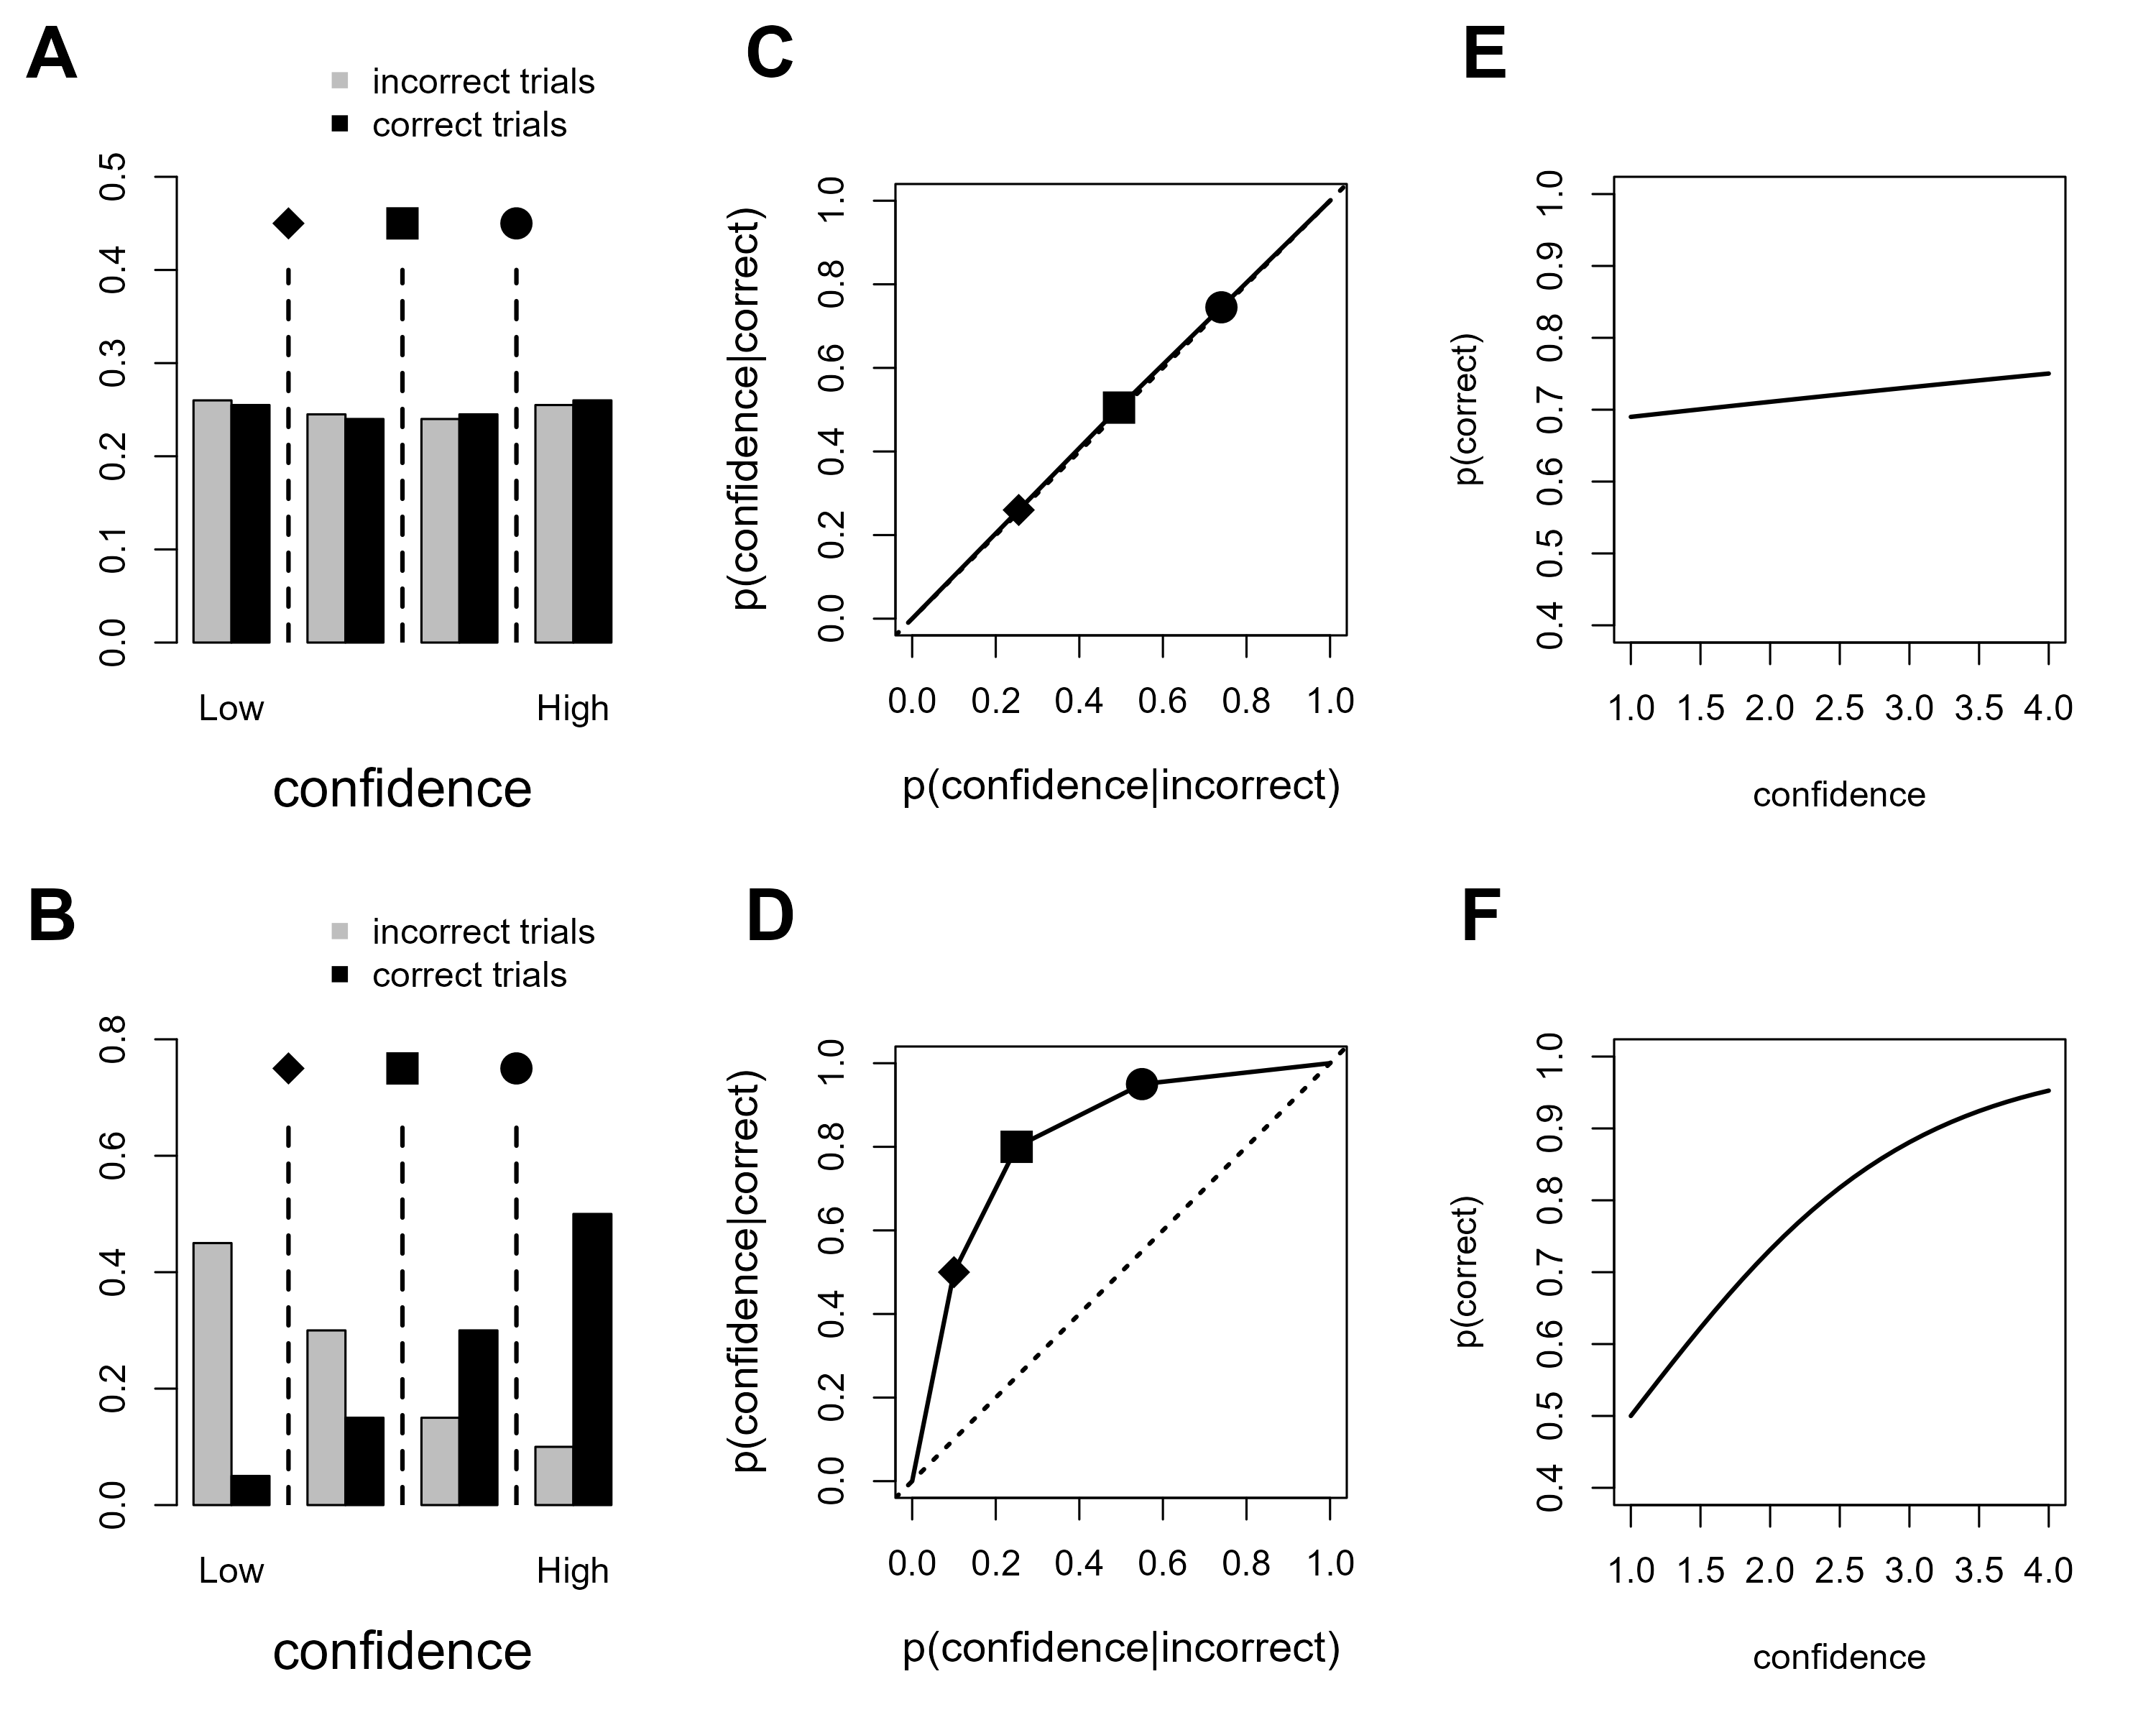 A
incorrect trials
correct trials
0.0 0.1 0.2 0.3 0.4 0.5
Low High
confidence
C
p(confidence|correct)
0.0 0.2 0.4 0.6 0.8 1.0
0.0 0.2 0.4 0.6 0.8 1.0
p(confidence|incorrect)
E
p(correct)
0.4 0.5 0.6 0.7 0.8 0.9 1.0
1.0 1.5 2.0 2.5 3.0 3.5 4.0
confidence
B
incorrect trials
correct trials
0.0 0.2 0.4 0.6 0.8
Low High
confidence
D
p(confidence|correct)
0.0 0.2 0.4 0.6 0.8 1.0
0.0 0.2 0.4 0.6 0.8 1.0
p(confidence|incorrect)
F
p(correct)
0.4 0.5 0.6 0.7 0.8 0.9 1.0
1.0 1.5 2.0 2.5 3.0 3.5 4.0
confidence